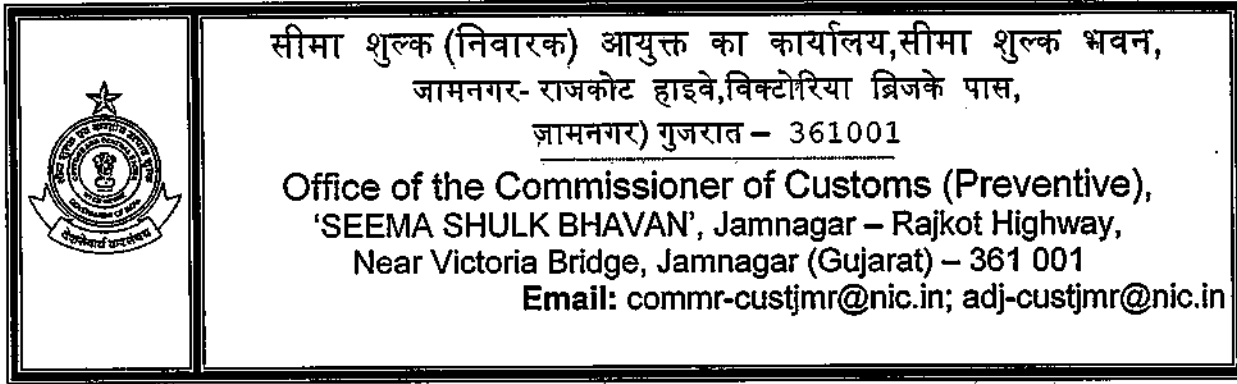 सीमा शुल्क (निवारक) आयुक्त का कार्यालय,सीमा शुल्क भवन,
जामनगर- राजकोट हाइवे,विक्टोरिया ब्रिजके पास,
ज़ामनगर) गुजरात – 361001
Office of the Commissioner of Customs (Preventive),
‘SEEMA SHULK BHAVAN’, Jamnagar – Rajkot Highway,
Near Victoria Bridge, Jamnagar (Gujarat) – 361 001
Email: commr-custjmr@nic.in; adj-custjmr@nic.in